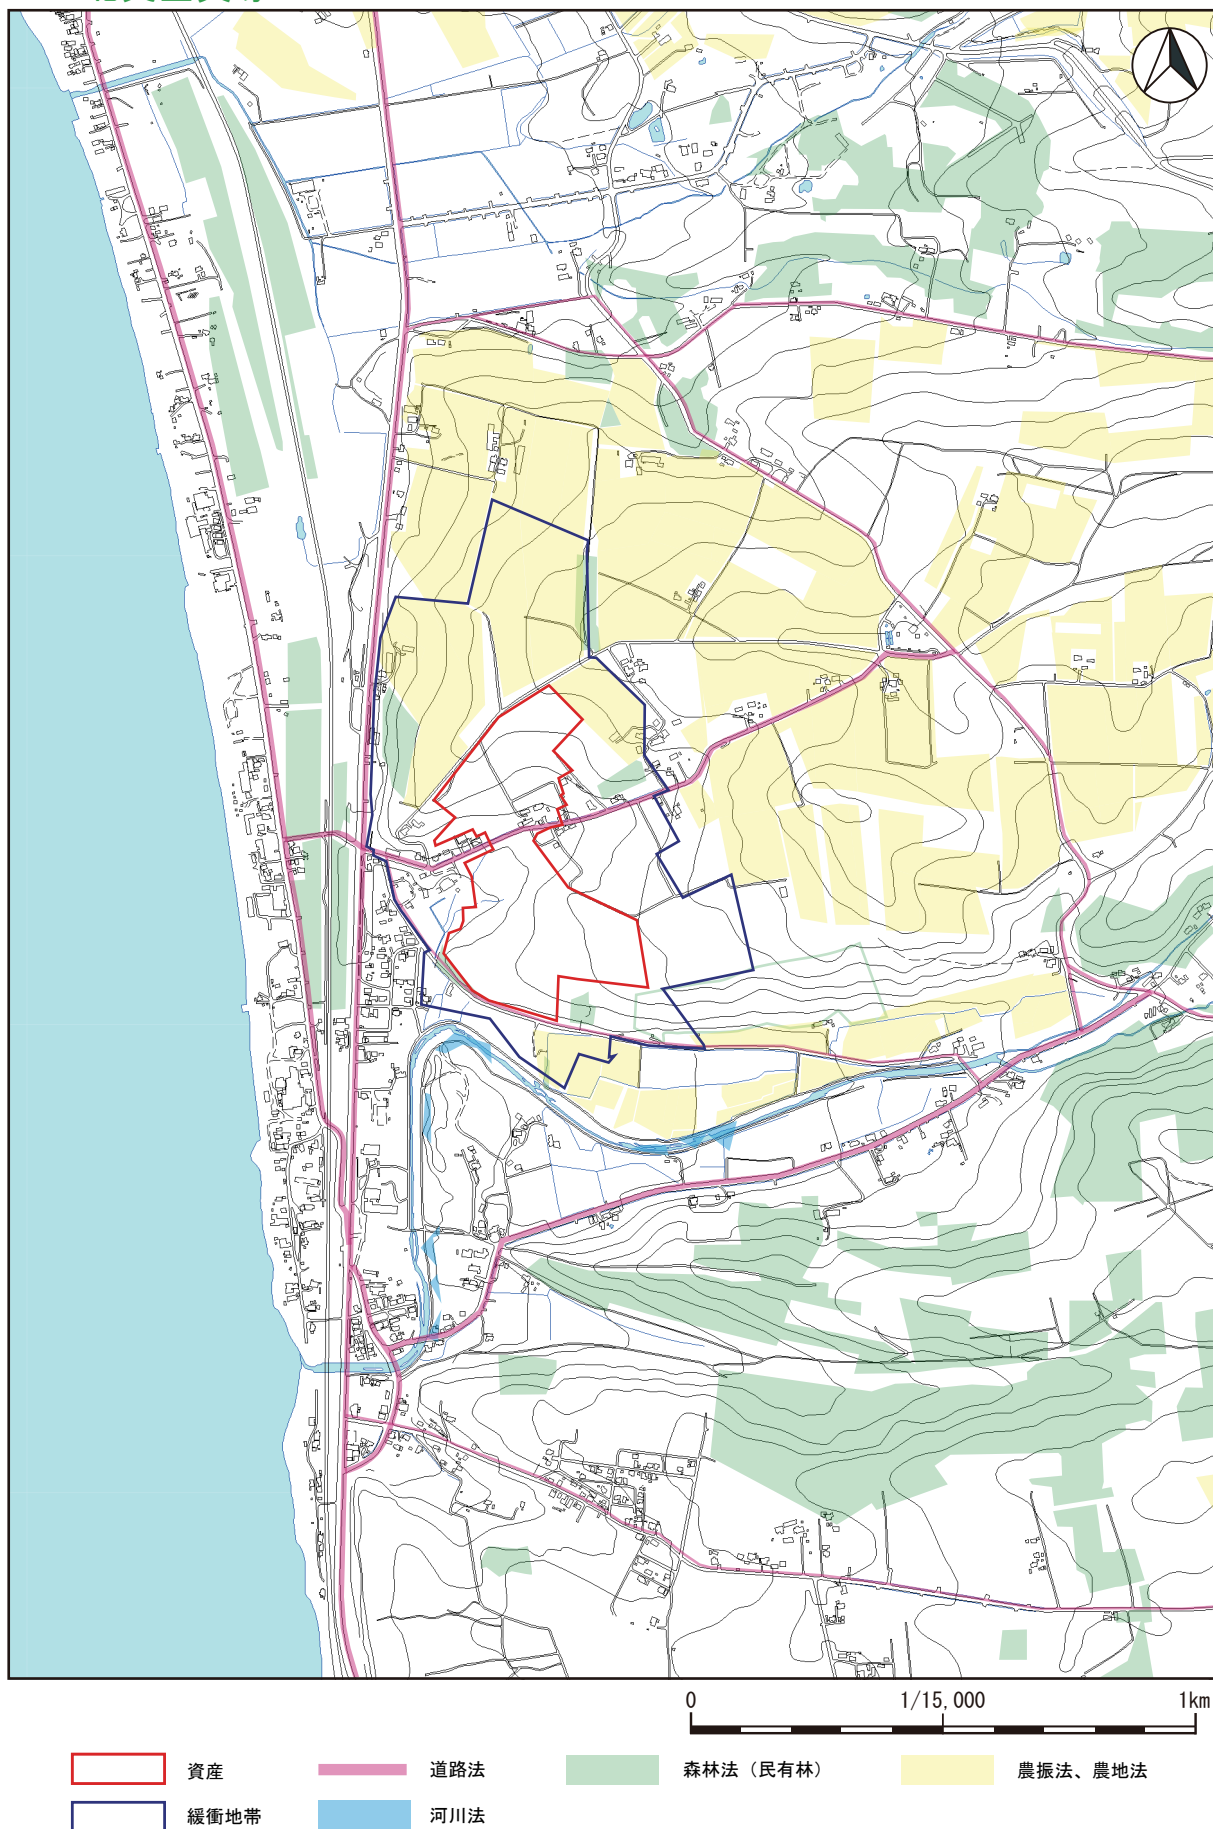 0 1/15,000 1km
資産 道路法 森林法（民有林） 農振法、農地法
緩衝地帯 河川法